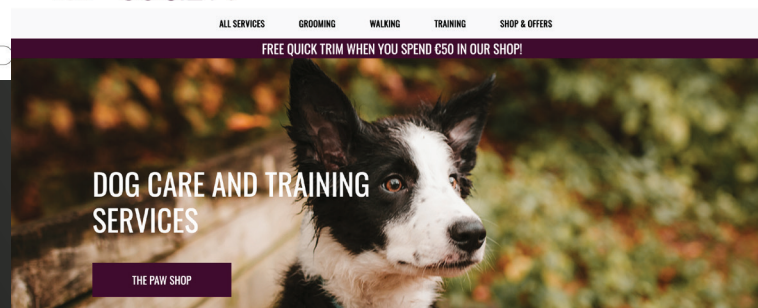 ALL SERVICES GROOMING WALKING TRAINING SHOP & OFFERS
FREE QUICK TRIM WHEN YOU SPEND €50 IN OUR SHOP!
DOG CARE AND TRAINING
SERVICES
THE PAW SHOP